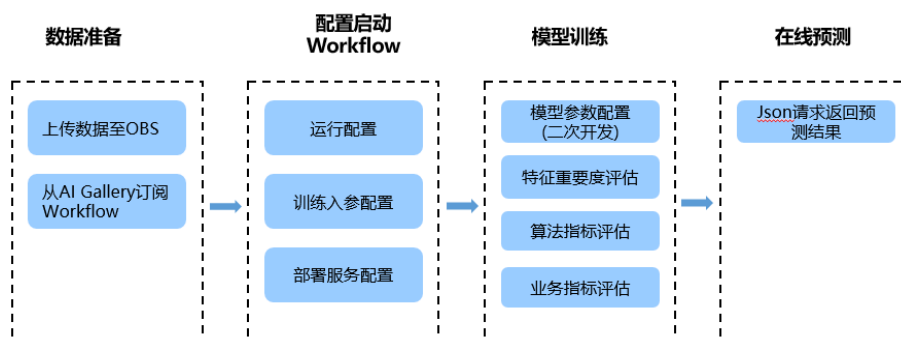 数据准备
上传数据至OBS
从AI Gallery订阅
Workflow
配置启动
Workflow
运行配置
训练入参配置
部署服务配置
模型训练
模型参数配置
(二次开发)
特征重要度评估
算法指标评估
业务指标评估
在线预测
Json请求返回预
测结果